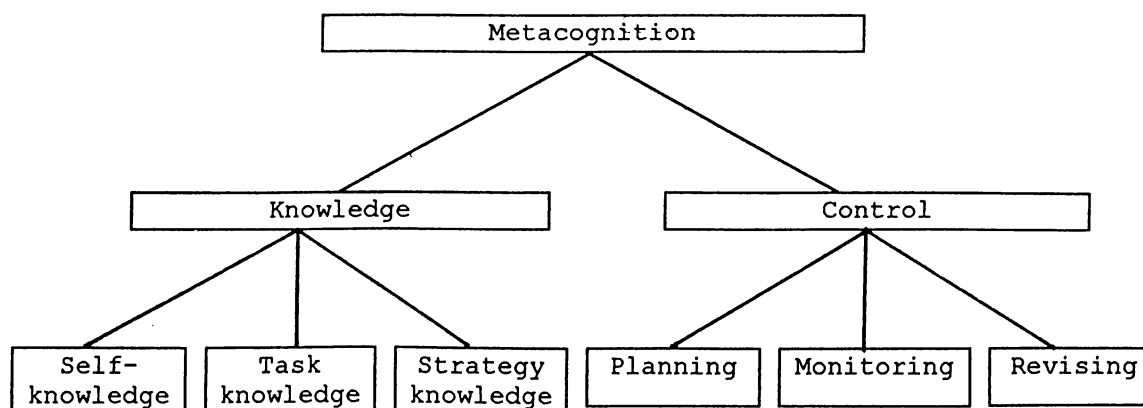 Metacognition
Knowledge
Control
Self-
knowledge
Task
knowledge
Strategy
knowledge
Planning
Monitoring
Revising